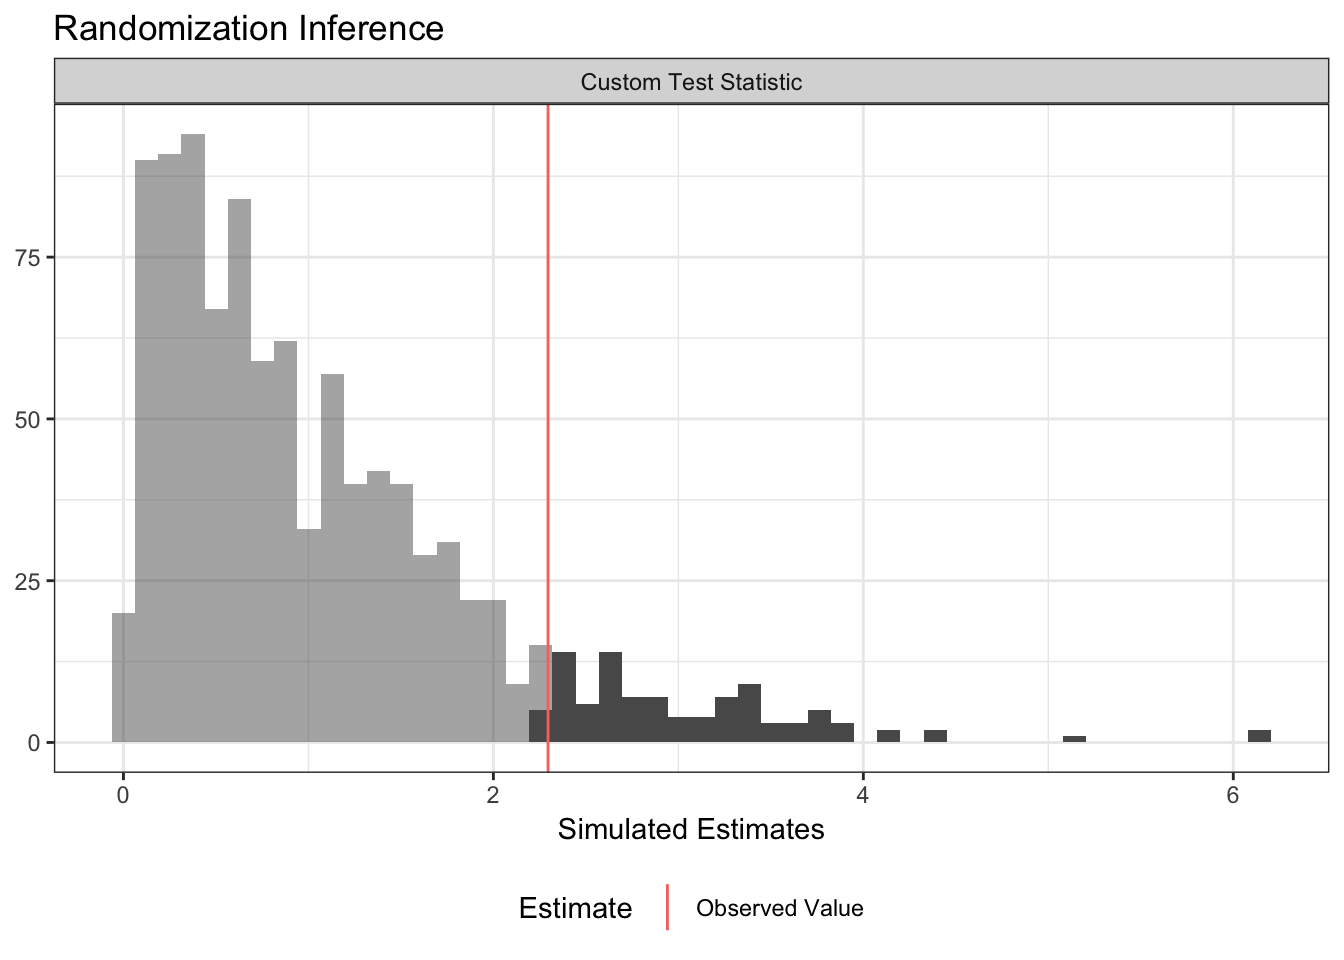 Randomization Inference
Custom Test Statistic
75
50
25
0
0 2 4 6
Simulated Estimates
Estimate Observed Value